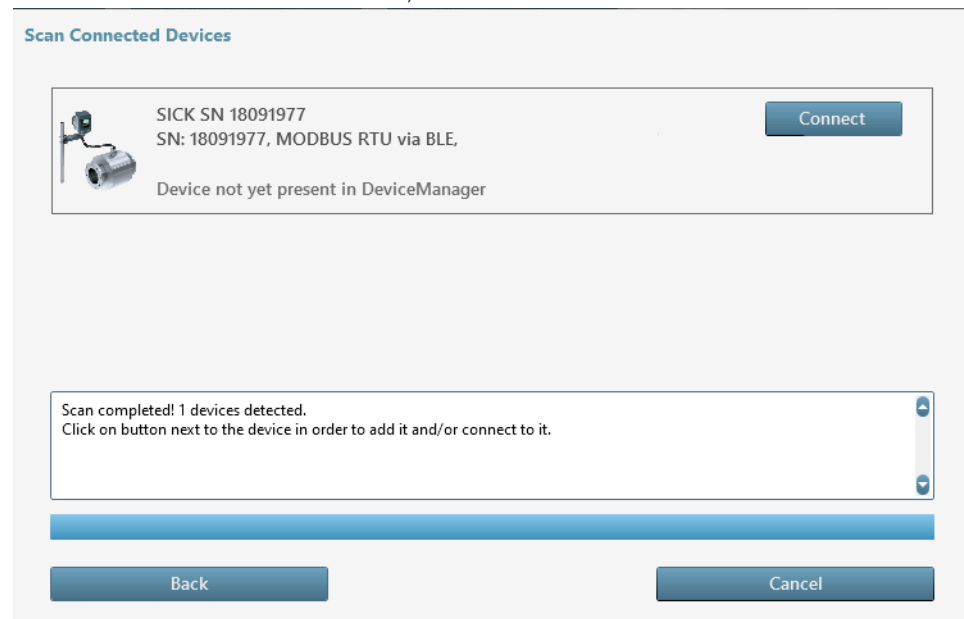 Scan Connected Devices
SICK SN 18091977
Connect
SN: 18091977, MODBUS RTU via BLE,
Device not yet present in DeviceManager
Scan completed! 1 devices detected.
Click on button next to the device in order to add it and/or connect to it.
Back
Cancel